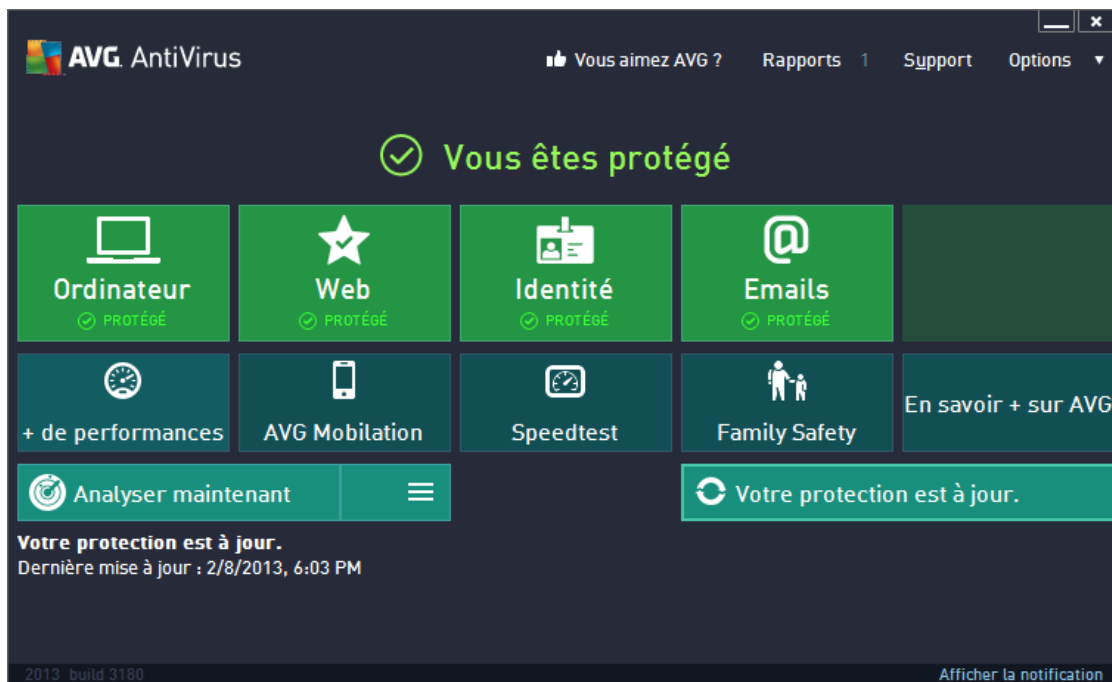 AVG. AntiVirus
Vous aimez AVG ? Rapports 1 Support Options
Vous êtes protégé
Ordinateur Web Identité Emails
PROTÉGÉ PROTÉGÉ PROTÉGÉ PROTÉGÉ
+ de performances AVG Mobilation Speedtest Family Safety En savoir + sur AVG
Analyser maintenant Votre protection est à jour.
Votre protection est à jour.
Dernière mise à jour : 2/8/2013, 6:03 PM
2013 build 3180 Afficher la notification